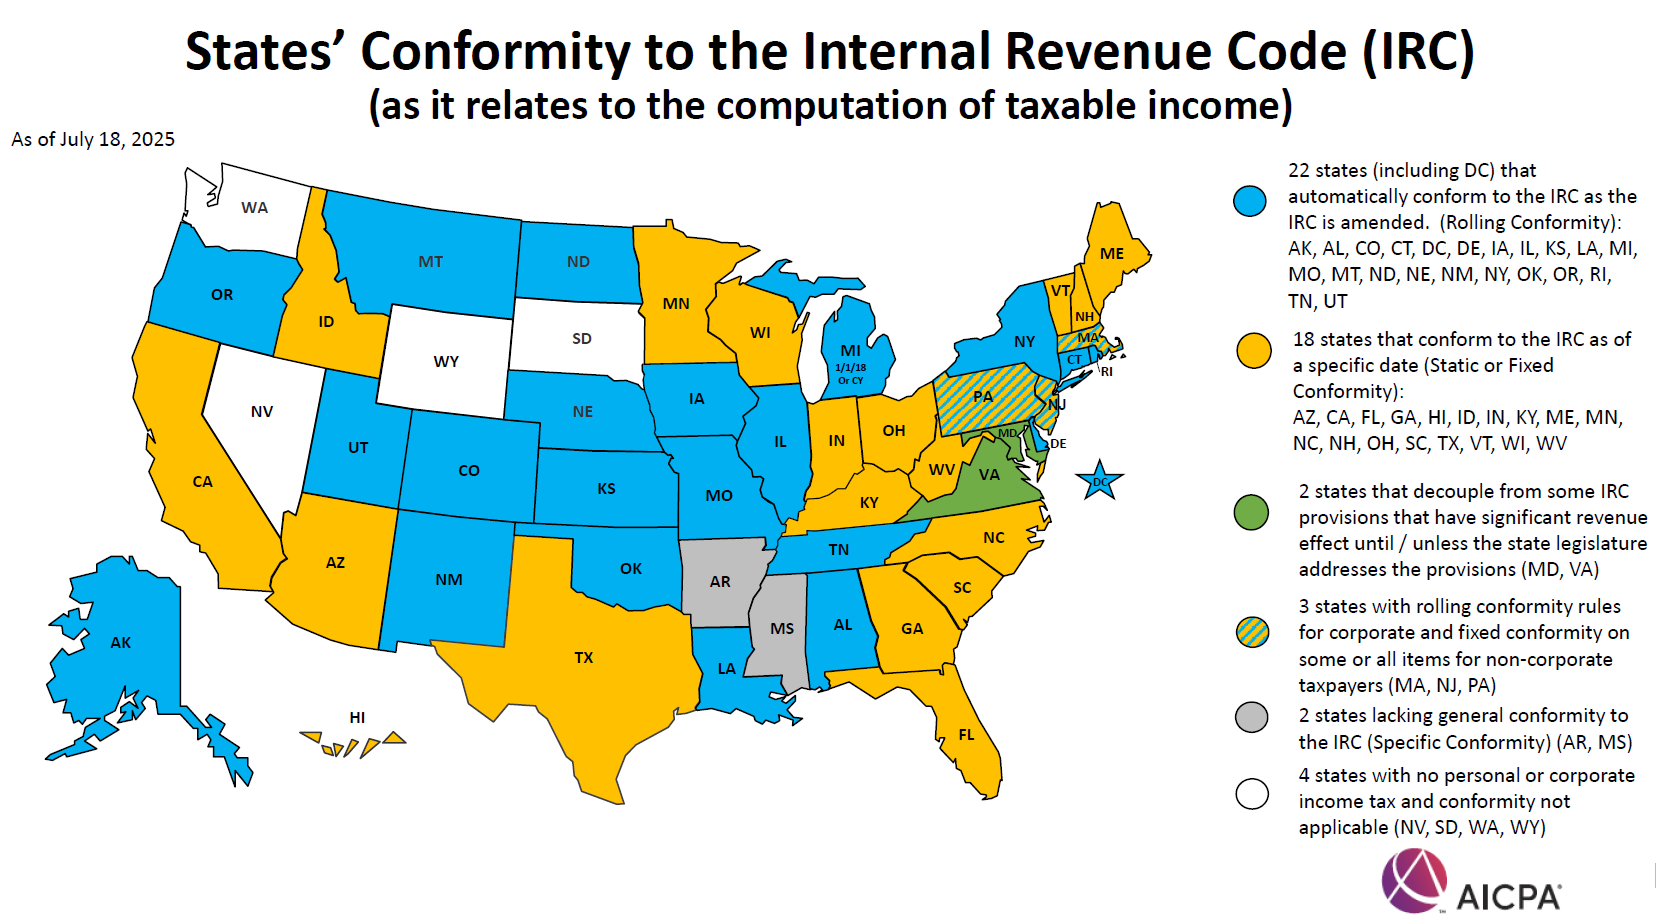 States’ Conformity to the Internal Revenue Code (IRC)
(as it relates to the computation of taxable income)
As of July 18, 2025
WA
OR
CA
NV
ID
MT
WY
UT
AZ
CO
NM
ND
SD
NE
KS
OK
TX
MN
IA
MO
AR
LA
WI
IL
MI
1/1/18
Or CY
IN
OH
KY
TN
MS
AL
GA
FL
SC
NC
VA
WV
MD
DE
PA
NJ
NY
CT
RI
MA
VT
NH
ME
DC
AK
HI
22 states (including DC) that
automatically conform to the IRC as the
IRC is amended.  (Rolling Conformity):
AK, AL, CO, CT, DC, DE, IA, IL, KS, LA, MI,
MO, MT, ND, NE, NM, NY, OK, OR, RI,
TN, UT
18 states that conform to the IRC as of
a specific date (Static or Fixed
Conformity):
AZ, CA, FL, GA, HI, ID, IN, KY, ME, MN,
NC, NH, OH, SC, TX, VT, WI, WV
2 states that decouple from some IRC
provisions that have significant revenue
effect until / unless the state legislature
addresses the provisions (MD, VA)
3 states with rolling conformity rules
for corporate and fixed conformity on
some or all items for non-corporate
taxpayers (MA, NJ, PA)
2 states lacking general conformity to
the IRC (Specific Conformity) (AR, MS)
4 states with no personal or corporate
income tax and conformity not
applicable (NV, SD, WA, WY)
AICPA®